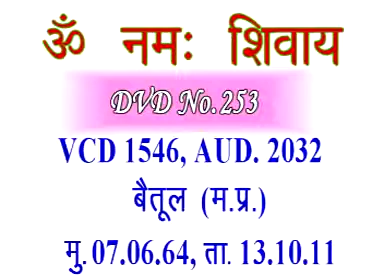 ॐ नमः शिवाय
DVD No. 253
VCD 1546, AUD. 2032
बैतूल (म.प्र.)
मु. 07.06.64, ता. 13.10.11